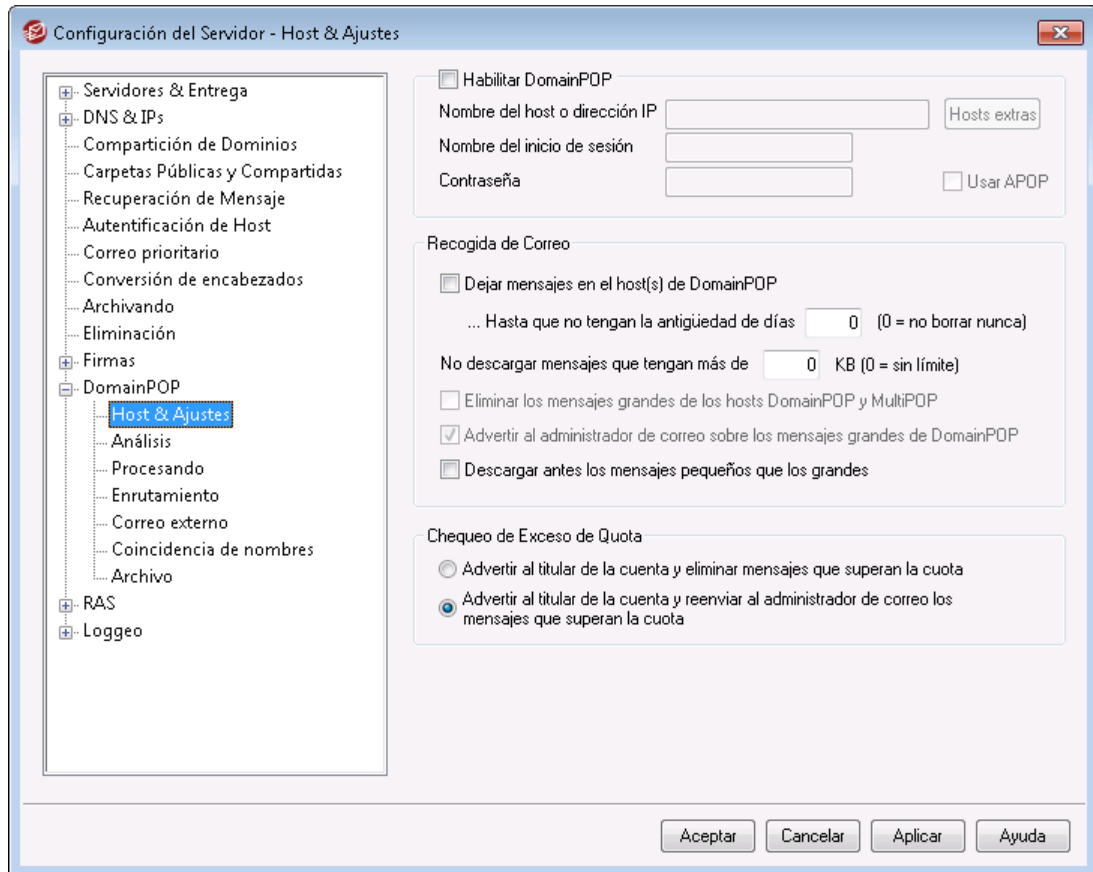 Configuración del Servidor - Host & Ajustes
Servidores & Entrega
DNS & IPs
Compartición de Dominios
Carpetas Públicas y Compartidas
Recuperación de Mensaje
Autentificación de Host
Correo prioritario
Conversión de encabezados
Archivando
Eliminación
Firmas
DomainPOP
Host & Ajustes
Análisis
Procesando
Enrutamiento
Correo externo
Coincidencia de nombres
Archivo
RAS
Loggeo
Habilitar DomainPOP
Nombre del host o dirección IP
Hosts extras
Nombre del inicio de sesión
Contraseña
Usar APOP
Recogida de Correo
Dejar mensajes en el host(s) de DomainPOP
... Hasta que no tengan la antigüedad de días 0 (0 = no borrar nunca)
No descargar mensajes que tengan más de 0 KB (0 = sin límite)
Eliminar los mensajes grandes de los hosts DomainPOP y MultiPOP
Advertir al administrador de correo sobre los mensajes grandes de DomainPOP
Descargar antes los mensajes pequeños que los grandes
Chequeo de Exceso de Quota
Advertir al titular de la cuenta y eliminar mensajes que superan la cuota
Advertir al titular de la cuenta y reenviar al administrador de correo los
mensajes que superan la cuota
Aceptar
Cancelar
Aplicar
Ayuda